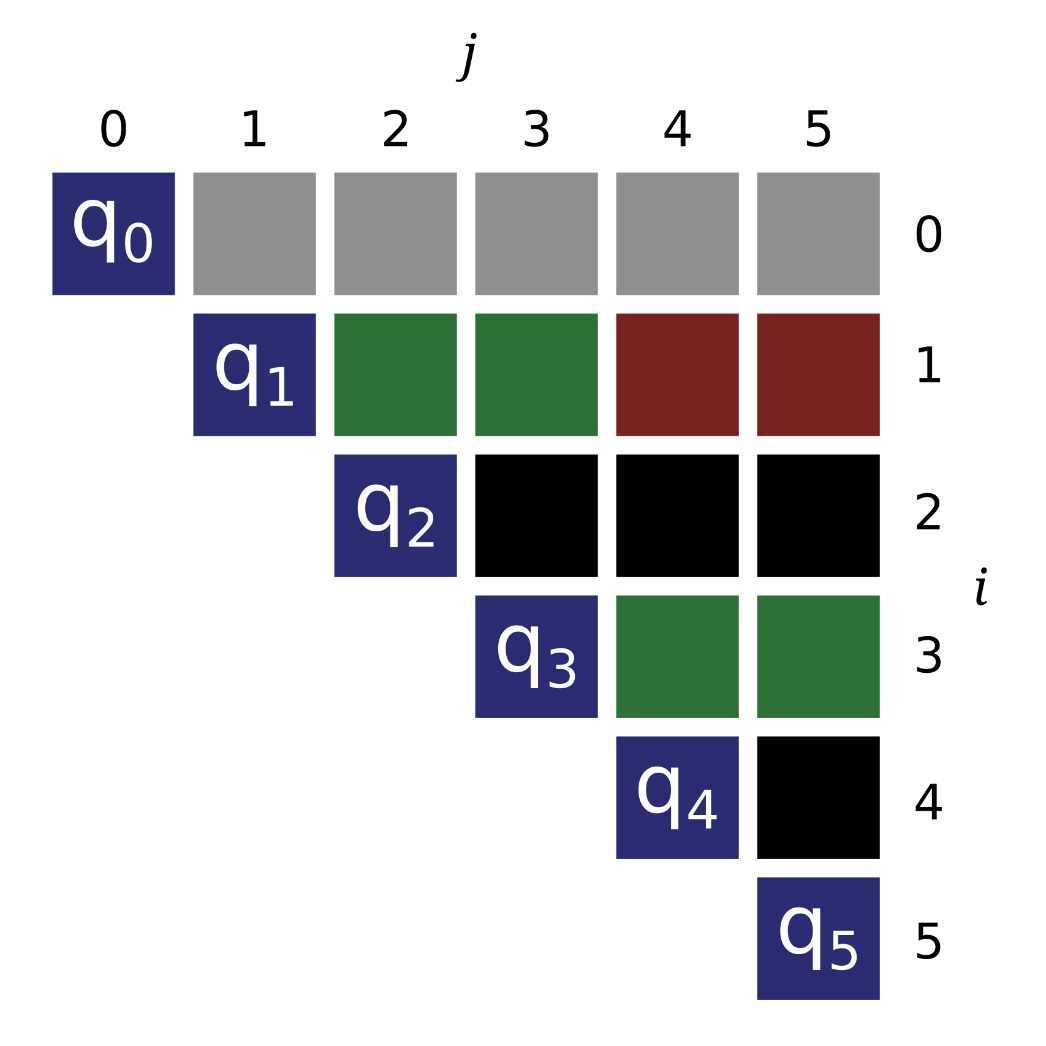 j
0 1 2 3 4 5
q₀ 0
q₁ 1
q₂ 2
i
q₃ 3
q₄ 4
q₅ 5